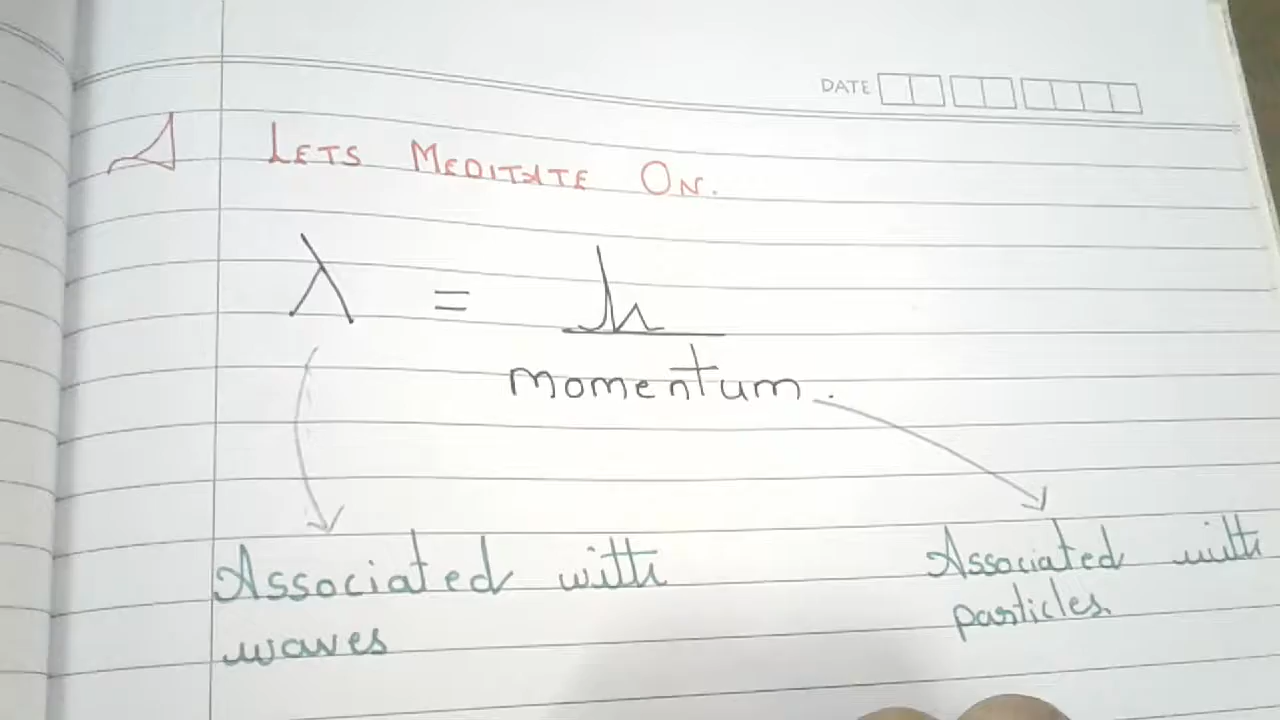 DATE
LETS MEDITATE ON.
λ = h
momentum.
Associated with
waves
Associated with
particles.